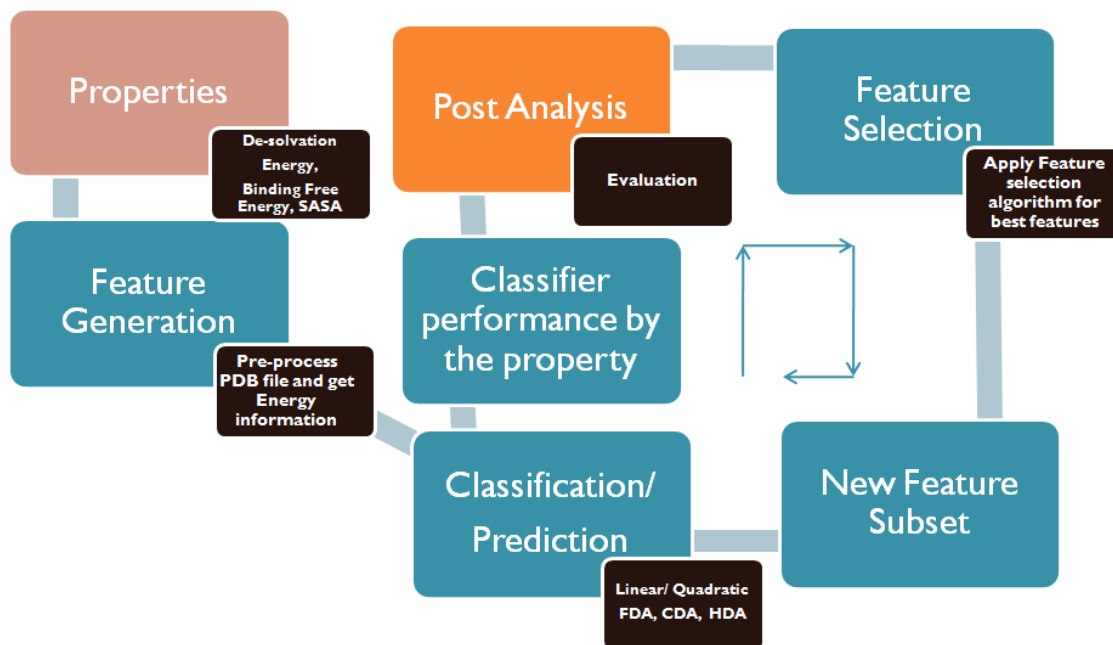 Properties
De-solvation
Energy,
Binding Free
Energy, SASA
Feature
Generation
Pre-process
PDB file and get
Energy
information
Post Analysis
Evaluation
Classifier
performance by
the property
Classification/
Prediction
Linear/ Quadratic
FDA, CDA, HDA
Feature
Selection
Apply Feature
selection
algorithm for
best features
New Feature
Subset